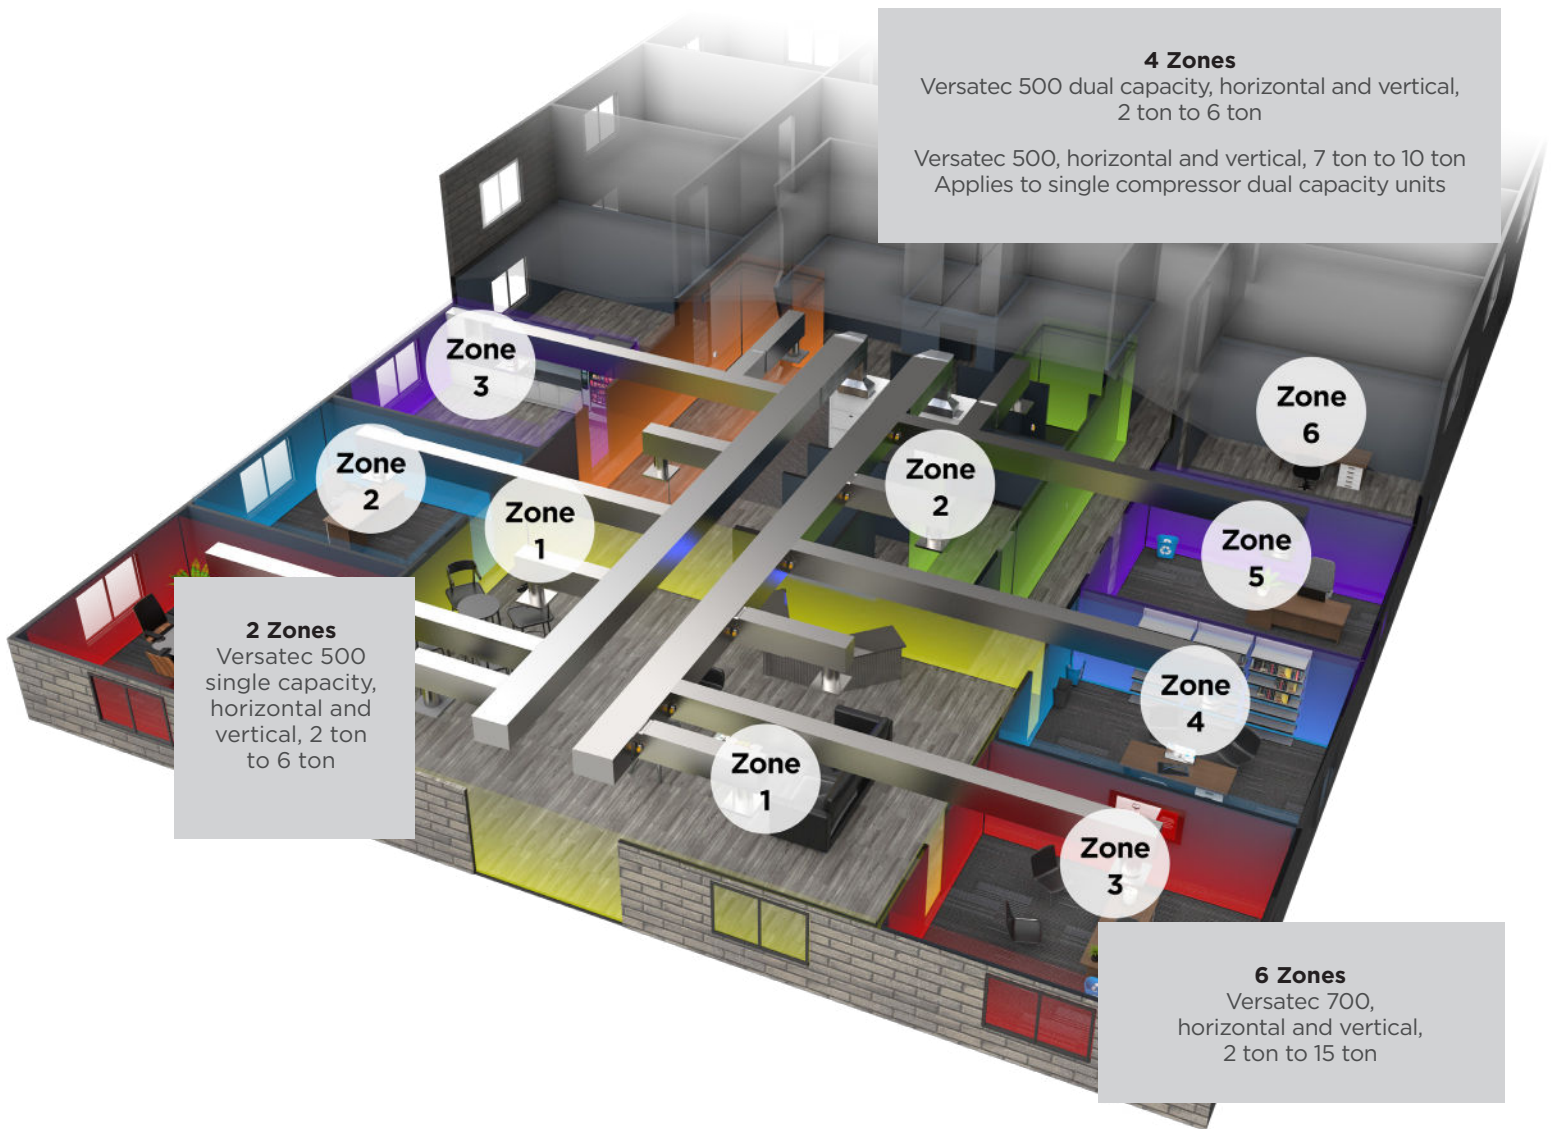 4 Zones
Versatec 500 dual capacity, horizontal and vertical,
2 ton to 6 ton
Versatec 500, horizontal and vertical, 7 ton to 10 ton
Applies to single compressor dual capacity units
Zone
3
Zone
6
Zone
2
Zone
2
Zone
1
Zone
5
2 Zones
Versatec 500
single capacity,
horizontal and
vertical, 2 ton
to 6 ton
Zone
4
Zone
1
Zone
3
6 Zones
Versatec 700,
horizontal and vertical,
2 ton to 15 ton